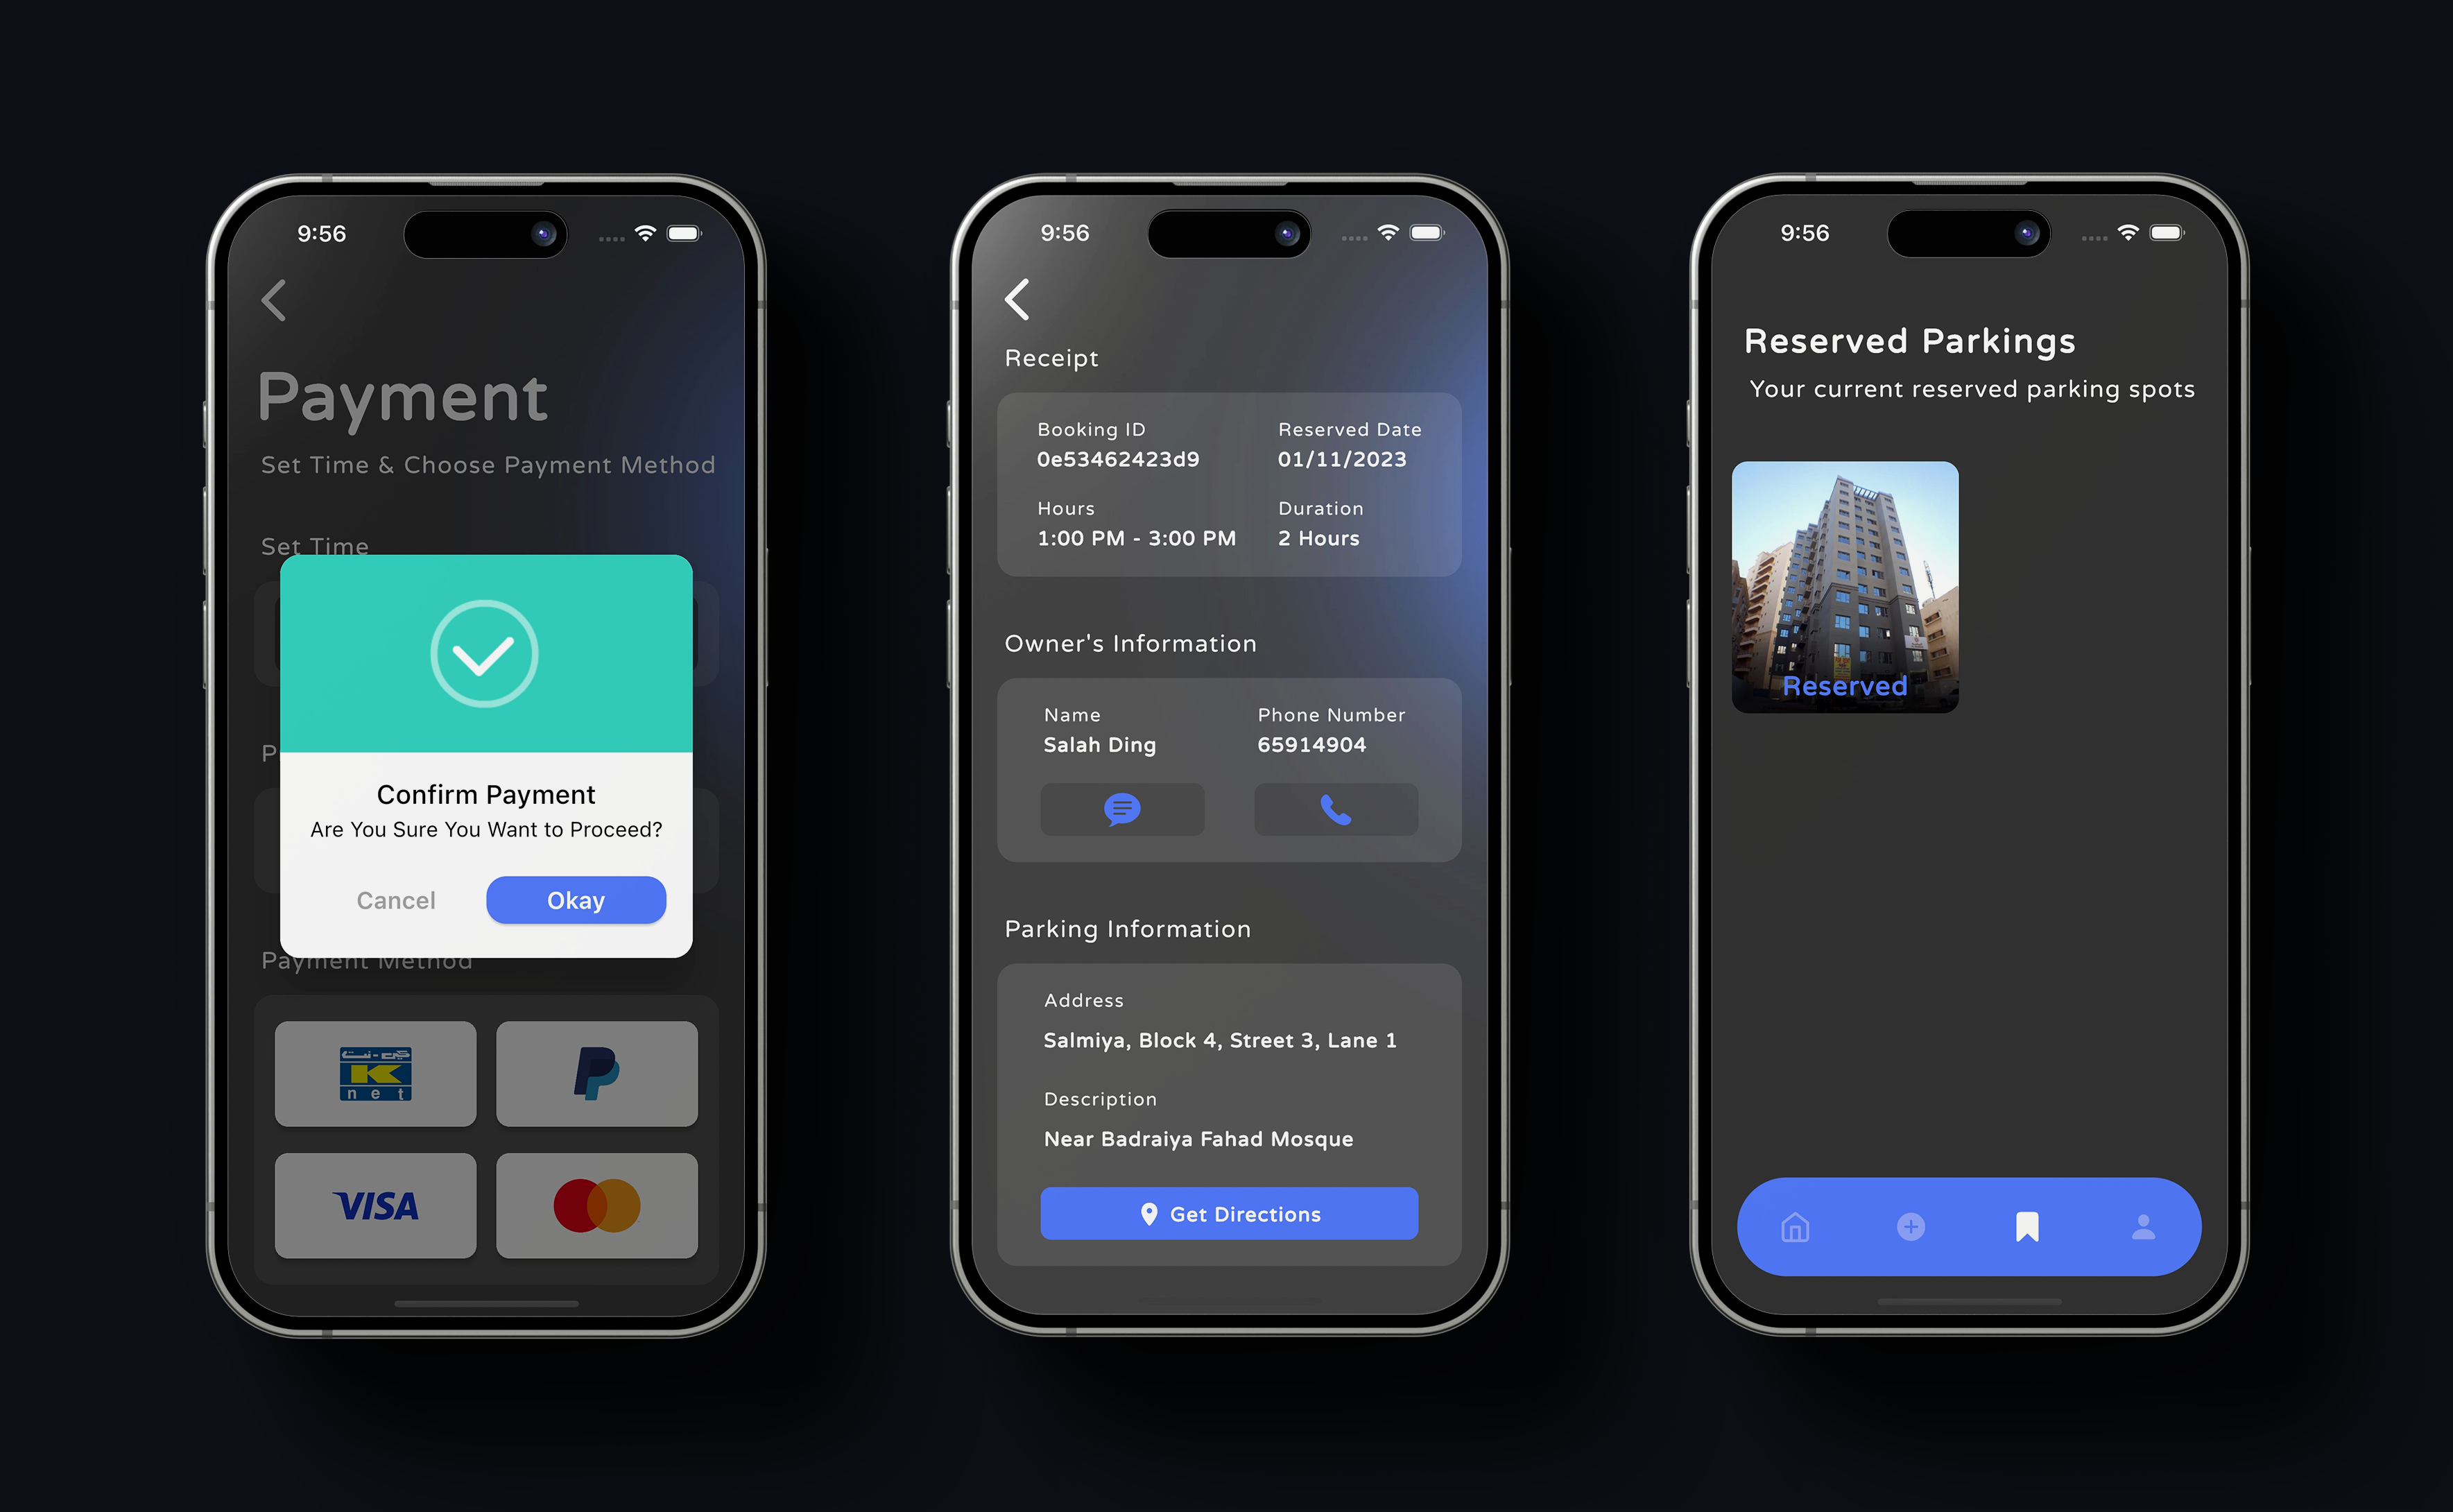 9:56
Payment
Set Time & Choose Payment Method
Set Time
P
Confirm Payment
Are You Sure You Want to Proceed?
Cancel
Okay
Payment Method
كي-نت
K
net
P
VISA
9:56
Receipt
Booking ID
Reserved Date
0e53462423d9
01/11/2023
Hours
Duration
1:00 PM - 3:00 PM
2 Hours
Owner's Information
Name
Phone Number
Salah Ding
65914904
Parking Information
Address
Salmiya, Block 4, Street 3, Lane 1
Description
Near Badraiya Fahad Mosque
Get Directions
9:56
Reserved Parkings
Your current reserved parking spots
Reserved